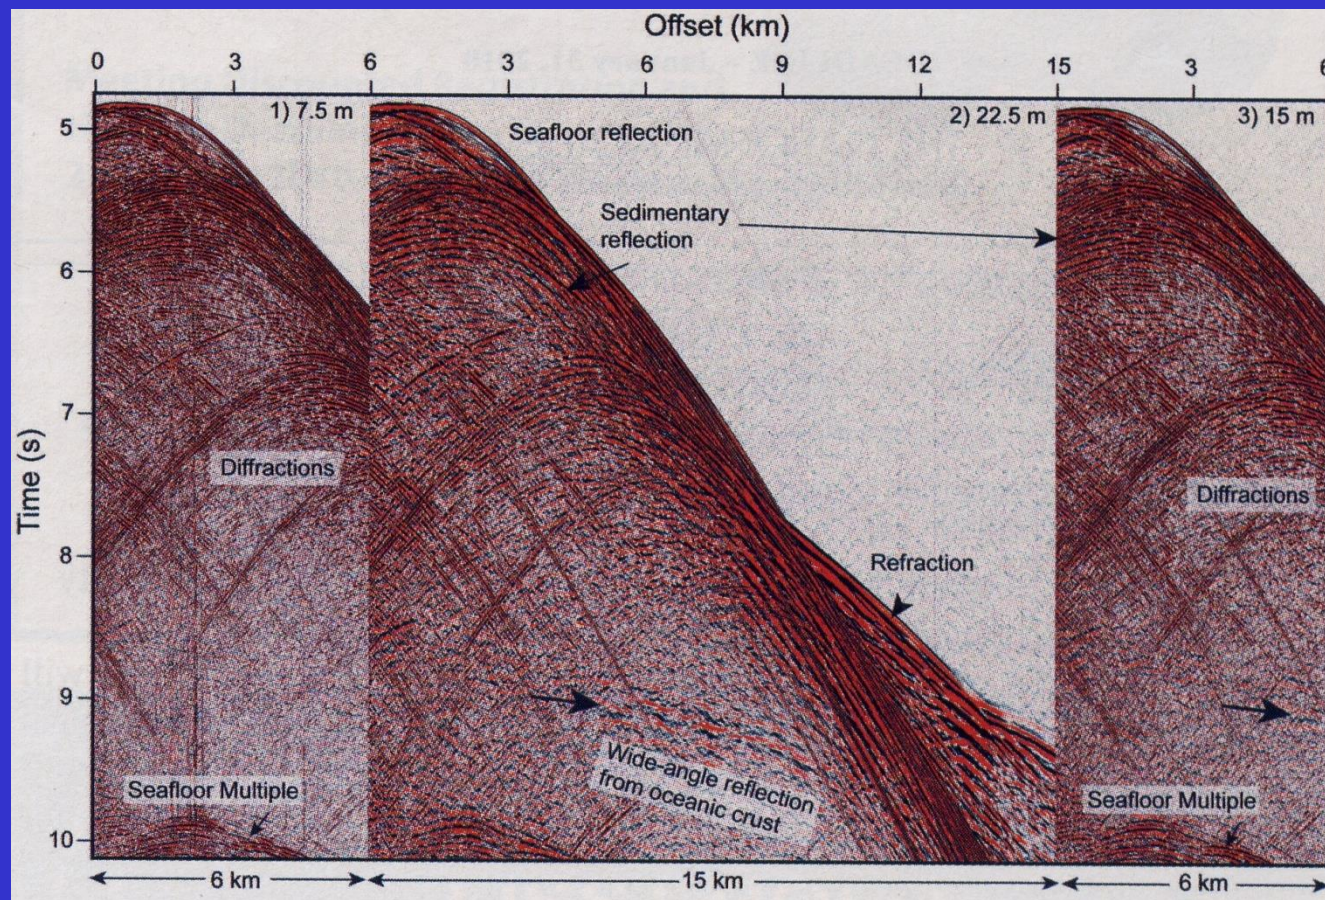 Offset (km)
0 3 6 3 6 9 12 15 3 6
1) 7.5 m
2) 22.5 m
3) 15 m
5
Seafloor reflection
Sedimentary
reflection
6
7
Time (s)
Diffractions
Diffractions
8
Refraction
9
Wide-angle reflection
from oceanic crust
Seafloor Multiple
Seafloor Multiple
10
6 km
15 km
6 km